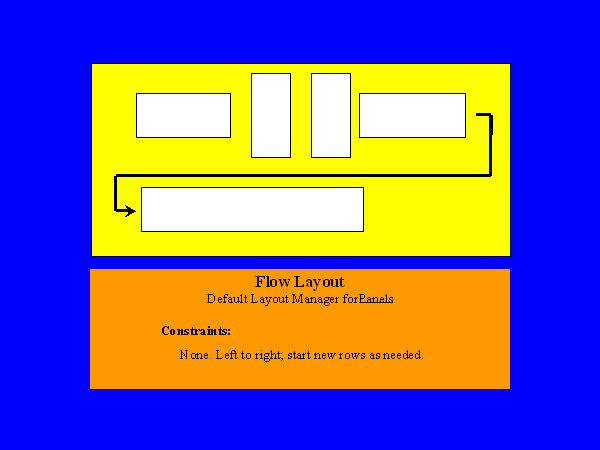 Flow Layout
Default Layout Manager forPanels
Constraints:
None. Left to right; start new rows as needed.